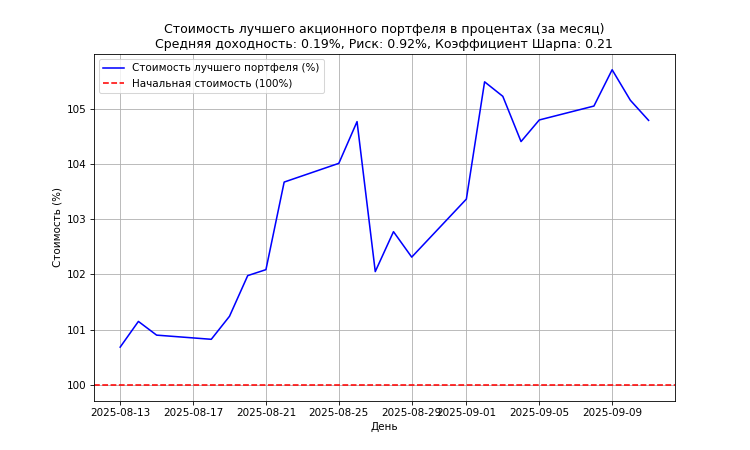 Стоимость лучшего акционного портфеля в процентах (за месяц)
Средняя доходность: 0.19%, Риск: 0.92%, Коэффициент Шарпа: 0.21
Стоимость лучшего портфеля (%)
Начальная стоимость (100%)
Стоимость (%)
105
104
103
102
101
100
2025-08-13 2025-08-17 2025-08-21 2025-08-25 2025-08-29 2025-09-01 2025-09-05 2025-09-09
День